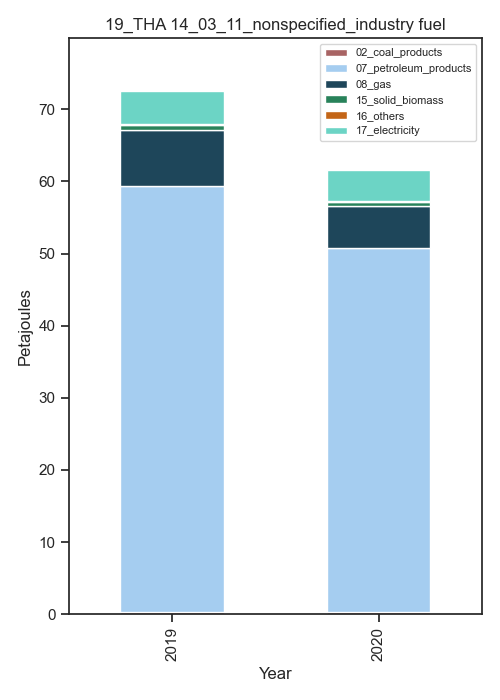 19_THA 14_03_11_nonspecified_industry fuel
02_coal_products
07_petroleum_products
08_gas
15_solid_biomass
16_others
17_electricity
70
60
50
40
30
20
10
0
Petajoules
2019
2020
Year